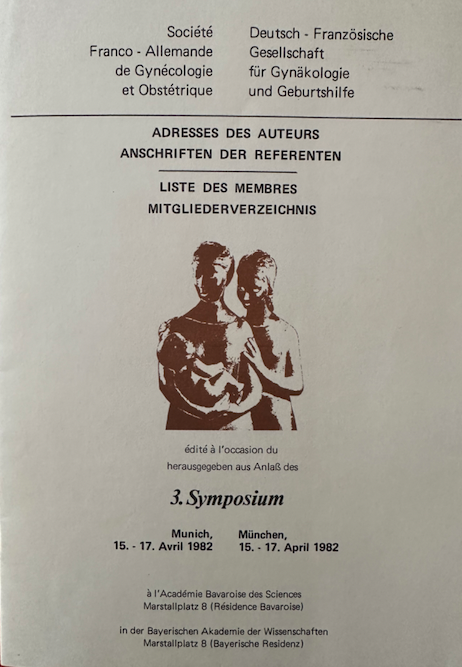 Société
Franco - Allemande
de Gynécologie
et Obstétrique
Deutsch - Französische
Gesellschaft
für Gynäkologie
und Geburtshilfe
ADRESSES DES AUTEURS
ANSCHRIFTEN DER REFERENTEN
LISTE DES MEMBRES
MITGLIEDERVERZEICHNIS
édité à l'occasion du
herausgegeben aus Anlaß des
3. Symposium
Munich,
15. - 17. Avril 1982
München,
15. - 17. April 1982
à l'Académie Bavaroise des Sciences
Marstallplatz 8 (Résidence Bavaroise)
in der Bayerischen Akademie der Wissenschaften
Marstallplatz 8 (Bayerische Residenz)